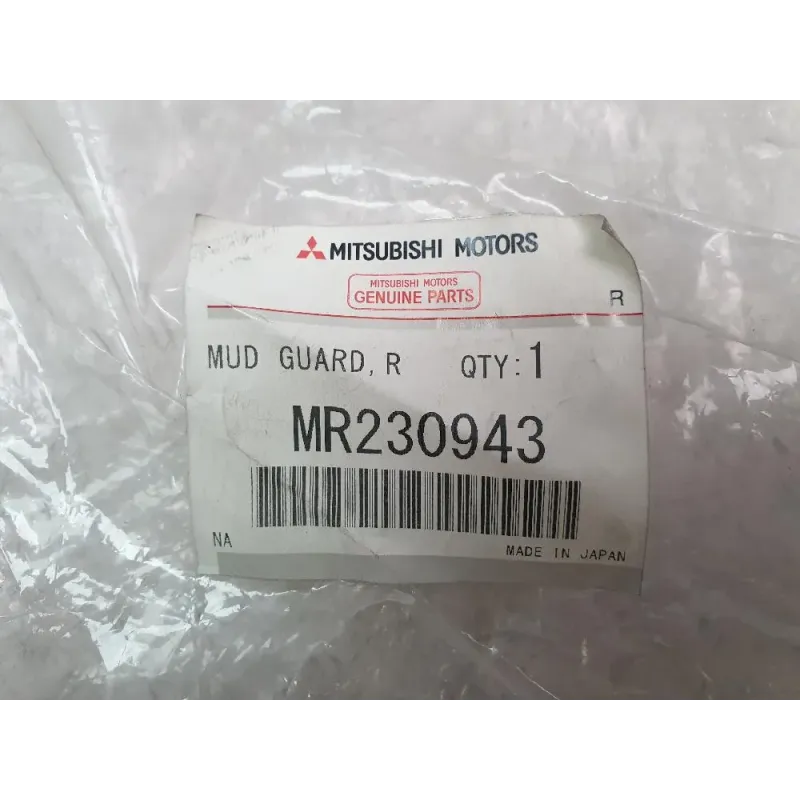 MITSUBISHI MOTORS
MITSUBISHI MOTORS
GENUINE PARTS
R
MUD GUARD, R QTY: 1
MR230943
NA
MADE IN JAPAN